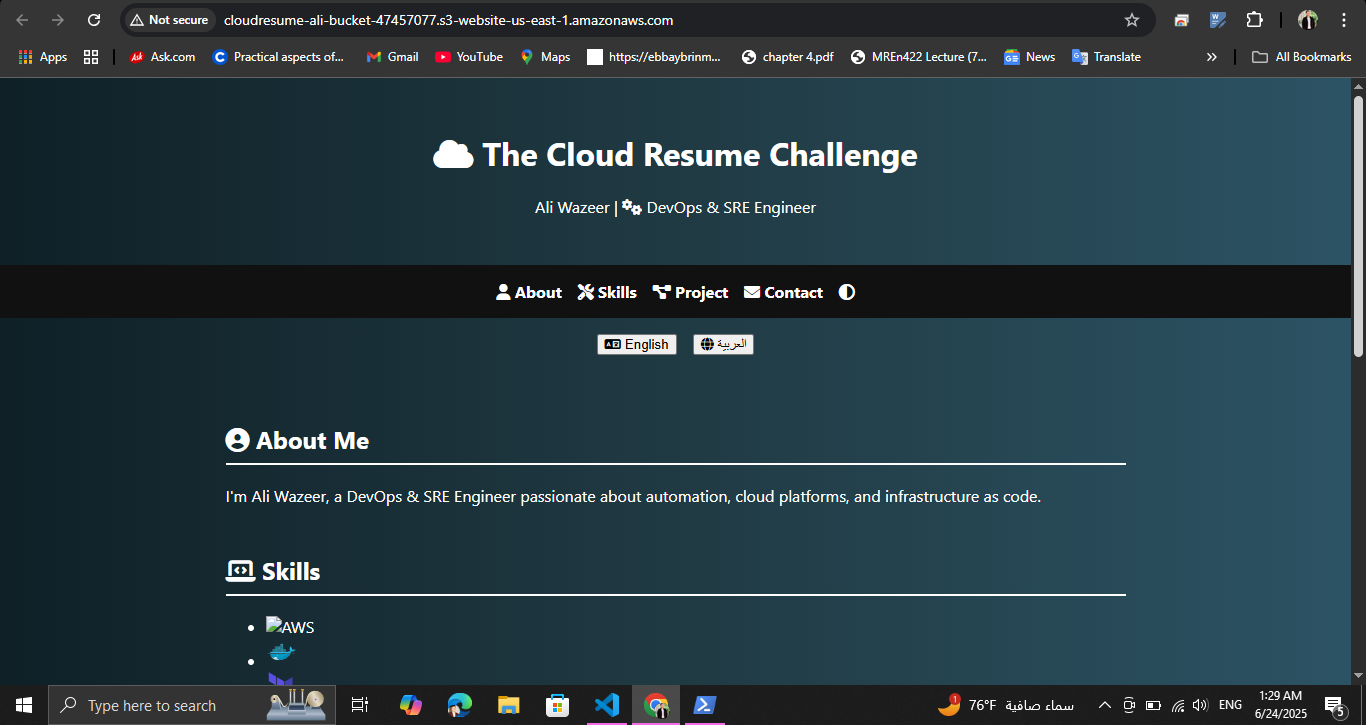 Not secure cloudresume-ali-bucket-47457077.s3-website-us-east-1.amazonaws.com
Apps Ask.com Practical aspects of... Gmail YouTube Maps https://ebbaybrinm... chapter 4.pdf MREn422 Lecture (7... News Translate » All Bookmarks
The Cloud Resume Challenge
Ali Wazeer | DevOps & SRE Engineer
About Skills Project Contact
English العربية
About Me
I'm Ali Wazeer, a DevOps & SRE Engineer passionate about automation, cloud platforms, and infrastructure as code.
Skills
AWS
Type here to search
1 76°F سماء صافية ENG
1:29 AM
6/24/2025
5